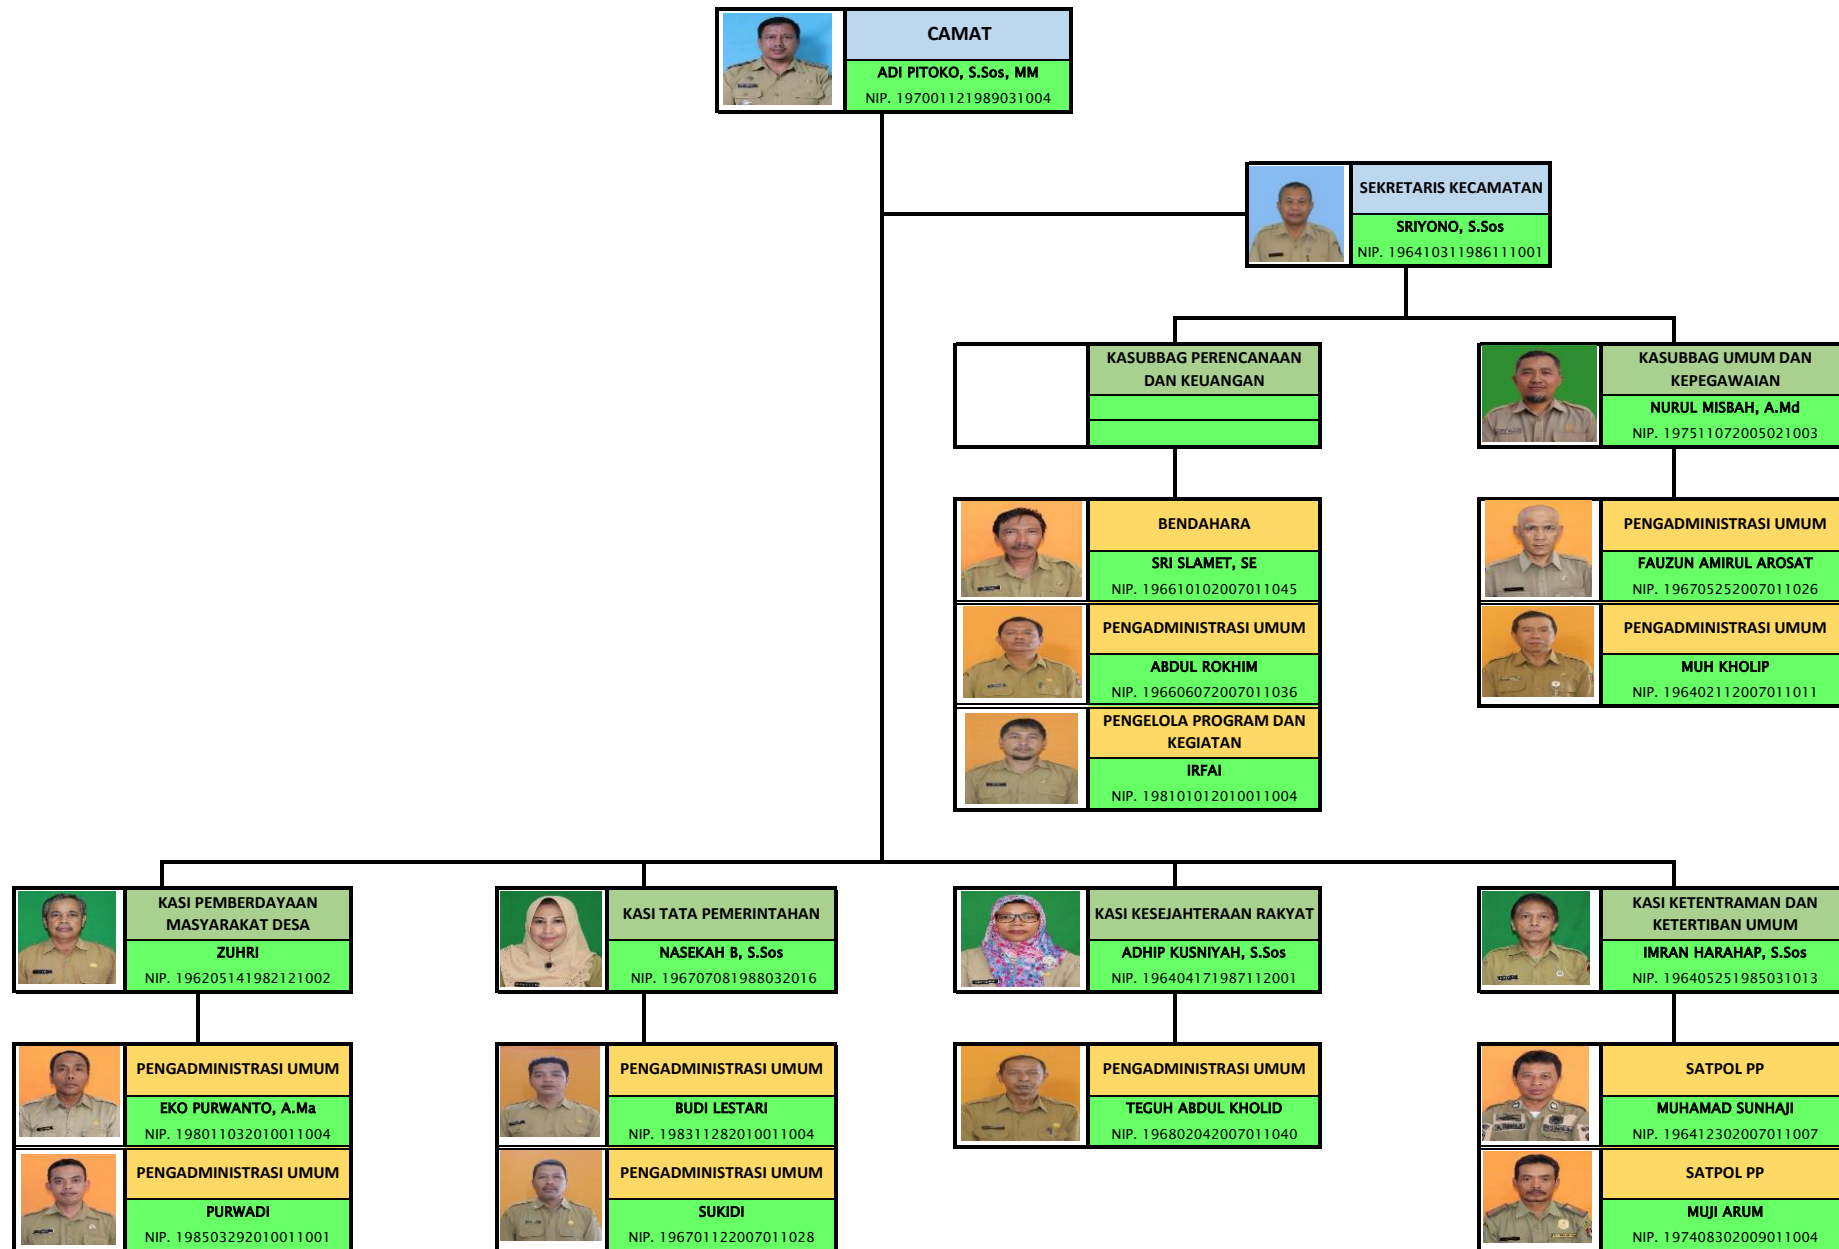 CAMAT
ADI PITOKO, S.Sos, MM
NIP. 197001121989031004
SEKRETARIS KECAMATAN
SRIYONO, S.Sos
NIP. 196410311986111001
KASUBBAG PERENCANAAN
DAN KEUANGAN
KASUBBAG UMUM DAN
KEPEGAWAIAN
NURUL MISBAH, A.Md
NIP. 197511072005021003
BENDAHARA
SRI SLAMET, SE
NIP. 196610102007011045
PENGADMINISTRASI UMUM
ABDUL ROKHIM
NIP. 196606072007011036
PENGELOLA PROGRAM DAN
KEGIATAN
IRFAI
NIP. 198101012010011004
PENGADMINISTRASI UMUM
FAUZUN AMIRUL AROSAT
NIP. 196705252007011026
PENGADMINISTRASI UMUM
MUH KHOLIP
NIP. 196402112007011011
KASI PEMBERDAYAAN
MASYARAKAT DESA
ZUHRI
NIP. 196205141982121002
KASI TATA PEMERINTAHAN
NASEKAH B, S.Sos
NIP. 196707081988032016
KASI KESEJAHTERAAN RAKYAT
ADHIP KUSNIYAH, S.Sos
NIP. 196404171987112001
KASI KETENTRAMAN DAN
KETERTIBAN UMUM
IMRAN HARAHAP, S.Sos
NIP. 196405251985031013
PENGADMINISTRASI UMUM
EKO PURWANTO, A.Ma
NIP. 198011032010011004
PENGADMINISTRASI UMUM
PURWADI
NIP. 198503292010011001
PENGADMINISTRASI UMUM
BUDI LESTARI
NIP. 198311282010011004
PENGADMINISTRASI UMUM
SUKIDI
NIP. 196701122007011028
PENGADMINISTRASI UMUM
TEGUH ABDUL KHOLID
NIP. 196802042007011040
SATPOL PP
MUHAMAD SUNHAJI
NIP. 196412302007011007
SATPOL PP
MUJI ARUM
NIP. 197408302009011004